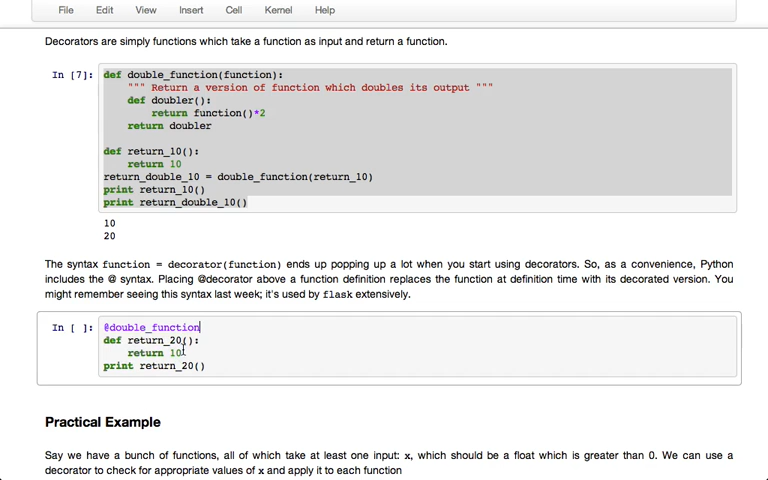 File Edit View Insert Cell Kernel Help
Decorators are simply functions which take a function as input and return a function.
In [7]: def double_function(function):
""" Return a version of function which doubles its output """
def doubler():
return function()*2
return doubler
def return_10():
return 10
return_double_10 = double_function(return_10)
print return_10()
print return_double_10()
10
20
The syntax function = decorator(function) ends up popping up a lot when you start using decorators. So, as a convenience, Python
includes the @ syntax. Placing @decorator above a function definition replaces the function at definition time with its decorated version. You
might remember seeing this syntax last week; it's used by flask extensively.
In [ ]: @double_function
def return_20():
return 10
print return_20()
Practical Example
Say we have a bunch of functions, all of which take at least one input: x, which should be a float which is greater than 0. We can use a
decorator to check for appropriate values of x and apply it to each function